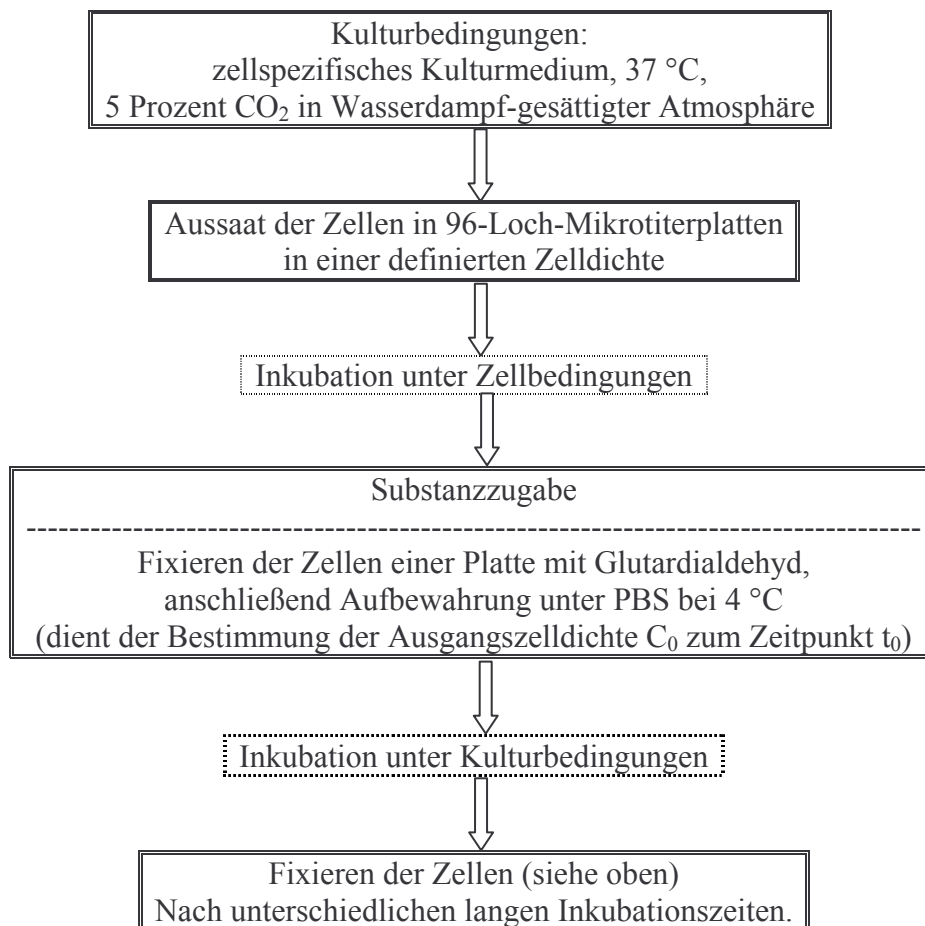 Kulturbedingungen:
zellspezifisches Kulturmedium, 37 °C,
5 Prozent CO₂ in Wasserdampf-gesättigter Atmosphäre
Aussaat der Zellen in 96-Loch-Mikrotiterplatten
in einer definierten Zelldichte
Inkubation unter Zellbedingungen
Substanzzugabe
Fixieren der Zellen einer Platte mit Glutardialdehyd,
anschließend Aufbewahrung unter PBS bei 4 °C
(dient der Bestimmung der Ausgangszelldichte C₀ zum Zeitpunkt t₀)
Inkubation unter Kulturbedingungen
Fixieren der Zellen (siehe oben)
Nach unterschiedlichen langen Inkubationszeiten.